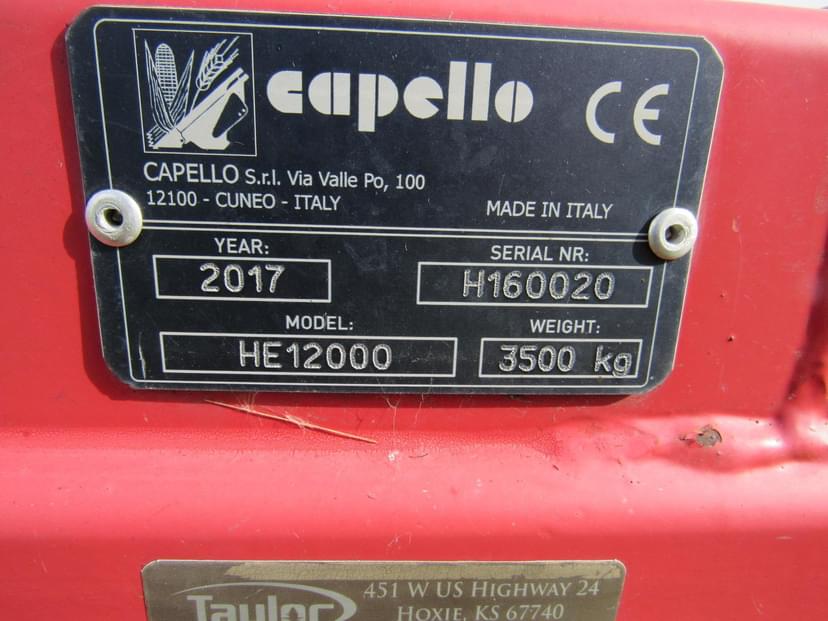 capello CE
CAPELLO S.r.l. Via Valle Po, 100
12100 - CUNEO - ITALY
MADE IN ITALY
YEAR:
2017
SERIAL NR:
H160020
MODEL:
HE12000
WEIGHT:
3500 kg
Taylor
451 W US HIGHWAY 24
HOXIE, KS 67740